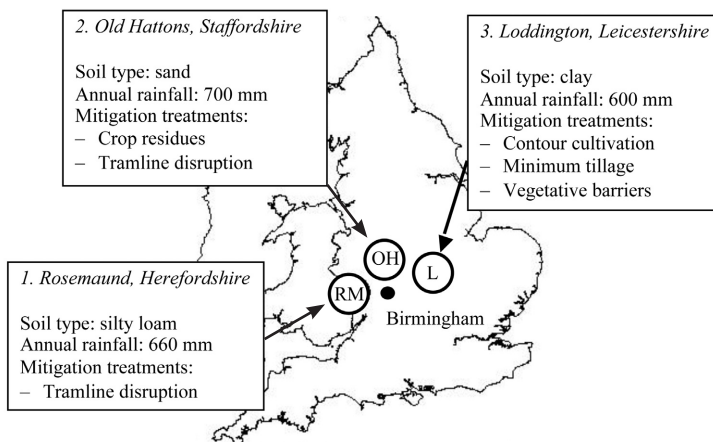 2. Old Hattons, Staffordshire
Soil type: sand
Annual rainfall: 700 mm
Mitigation treatments:
– Crop residues
– Tramline disruption
3. Loddington, Leicestershire
Soil type: clay
Annual rainfall: 600 mm
Mitigation treatments:
– Contour cultivation
– Minimum tillage
– Vegetative barriers
1. Rosemaund, Herefordshire
Soil type: silty loam
Annual rainfall: 660 mm
Mitigation treatments:
– Tramline disruption
OH
L
RM
Birmingham